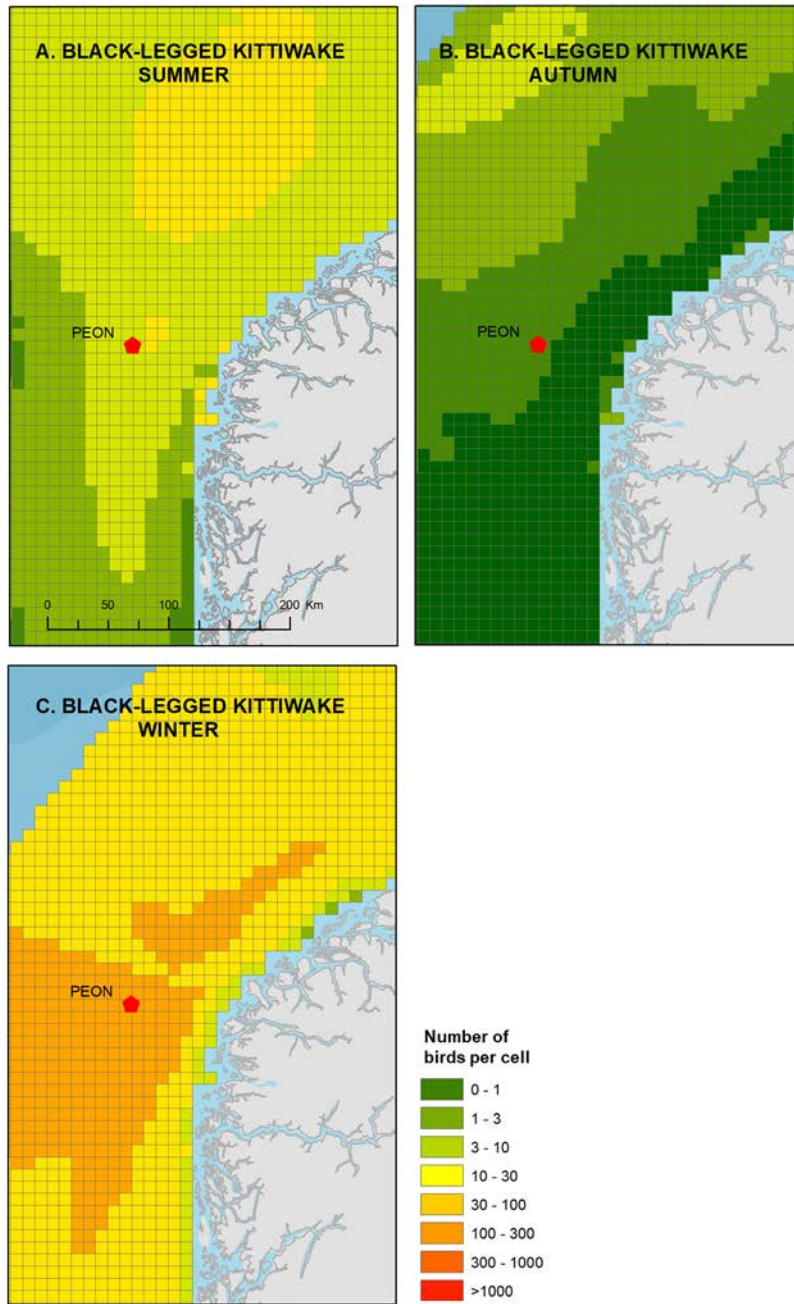 A. BLACK-LEGGED KITTIWAKE
SUMMER
PEON
0 50 100 200 Km
B. BLACK-LEGGED KITTIWAKE
AUTUMN
PEON
C. BLACK-LEGGED KITTIWAKE
WINTER
PEON
Number of
birds per cell
0 - 1
1 - 3
3 - 10
10 - 30
30 - 100
100 - 300
300 - 1000
>1000